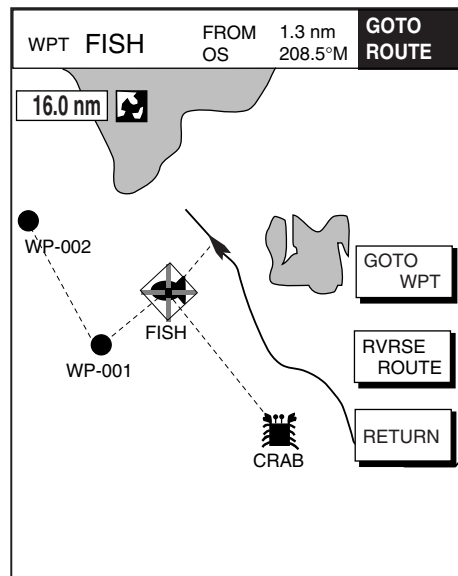 WPT FISH FROM 1.3 nm
OS 208.5°M
GOTO
ROUTE
16.0 nm
WP-002
GOTO
WPT
FISH
RVRSE
ROUTE
WP-001
RETURN
CRAB